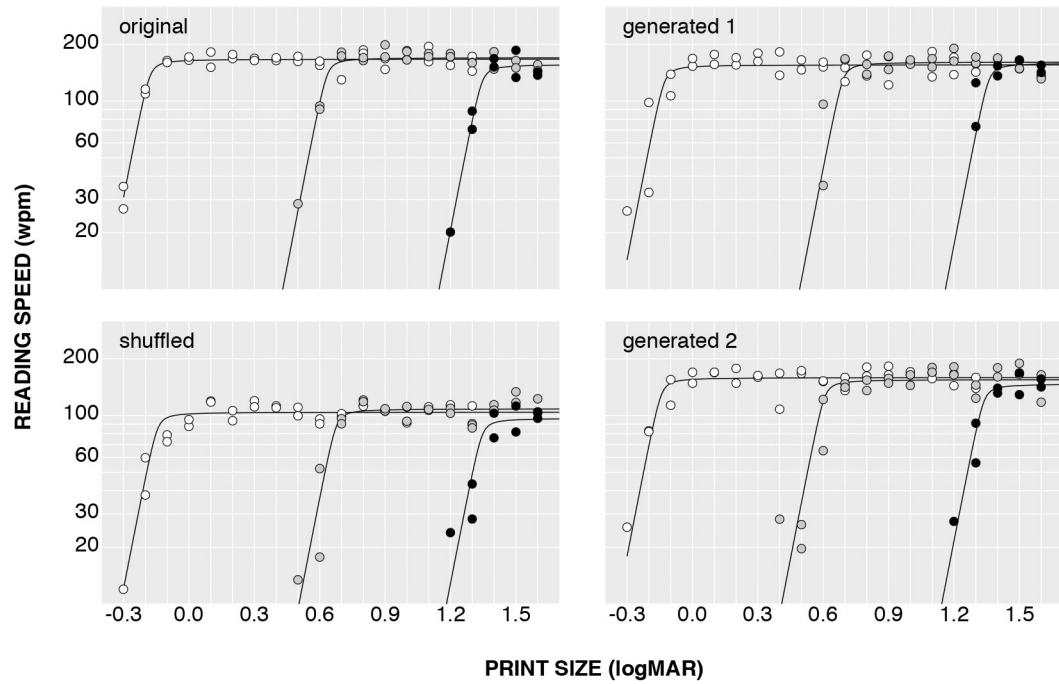 original
generated 1
200
100
60
30
20
READING SPEED (wpm)
shuffled
generated 2
200
100
60
30
20
-0.3 0.0 0.3 0.6 0.9 1.2 1.5
-0.3 0.0 0.3 0.6 0.9 1.2 1.5
PRINT SIZE (logMAR)